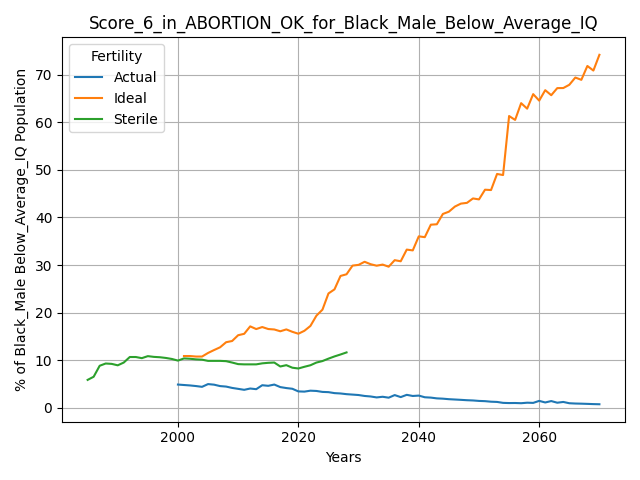 Score_6_in_ABORTION_OK_for_Black_Male_Below_Average_IQ
Fertility
Actual
Ideal
Sterile
% of Black_Male Below_Average_IQ Population
70
60
50
40
30
20
10
0
2000 2020 2040 2060
Years